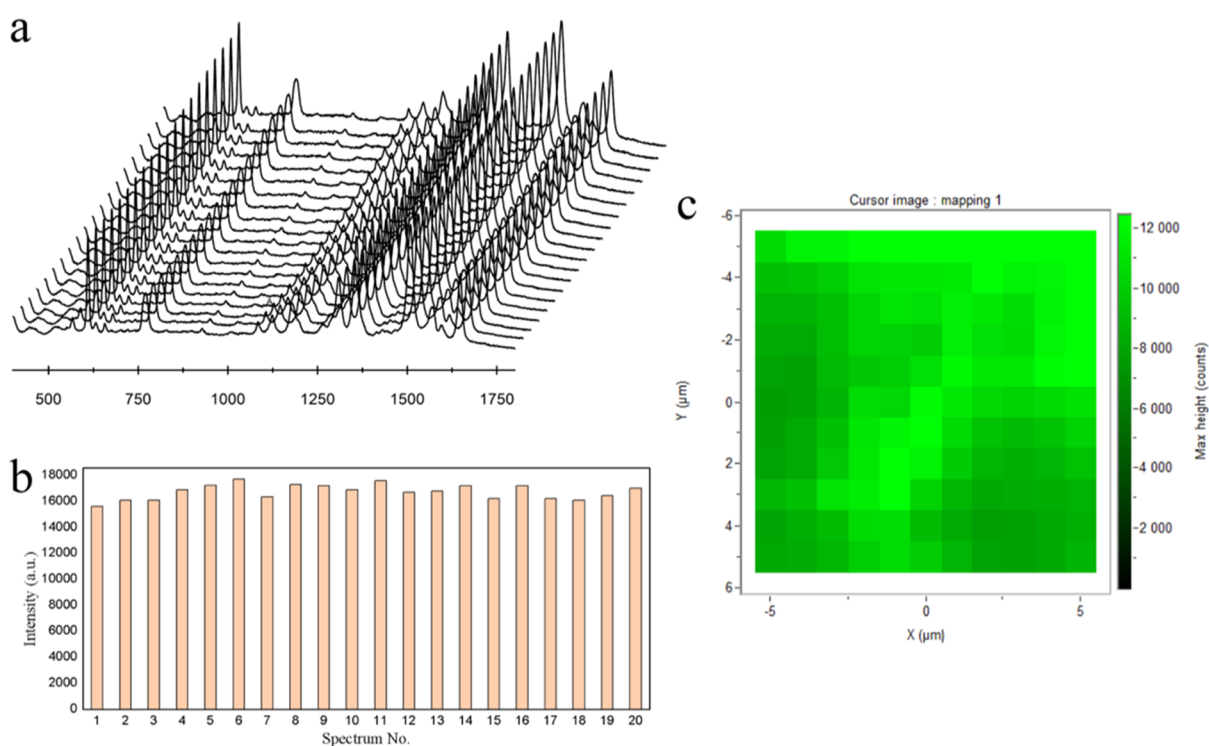 a
500 750 1000 1250 1500 1750
b
18000
16000
14000
12000
10000
8000
6000
4000
2000
0
Intensity (a.u.)
1 2 3 4 5 6 7 8 9 10 11 12 13 14 15 16 17 18 19 20
Spectrum No.
c
Cursor image : mapping 1
-6
-4
-2
0
2
4
6
Y (µm)
-5 0 5
X (µm)
12 000
10 000
8 000
6 000
4 000
2 000
Max height (counts)